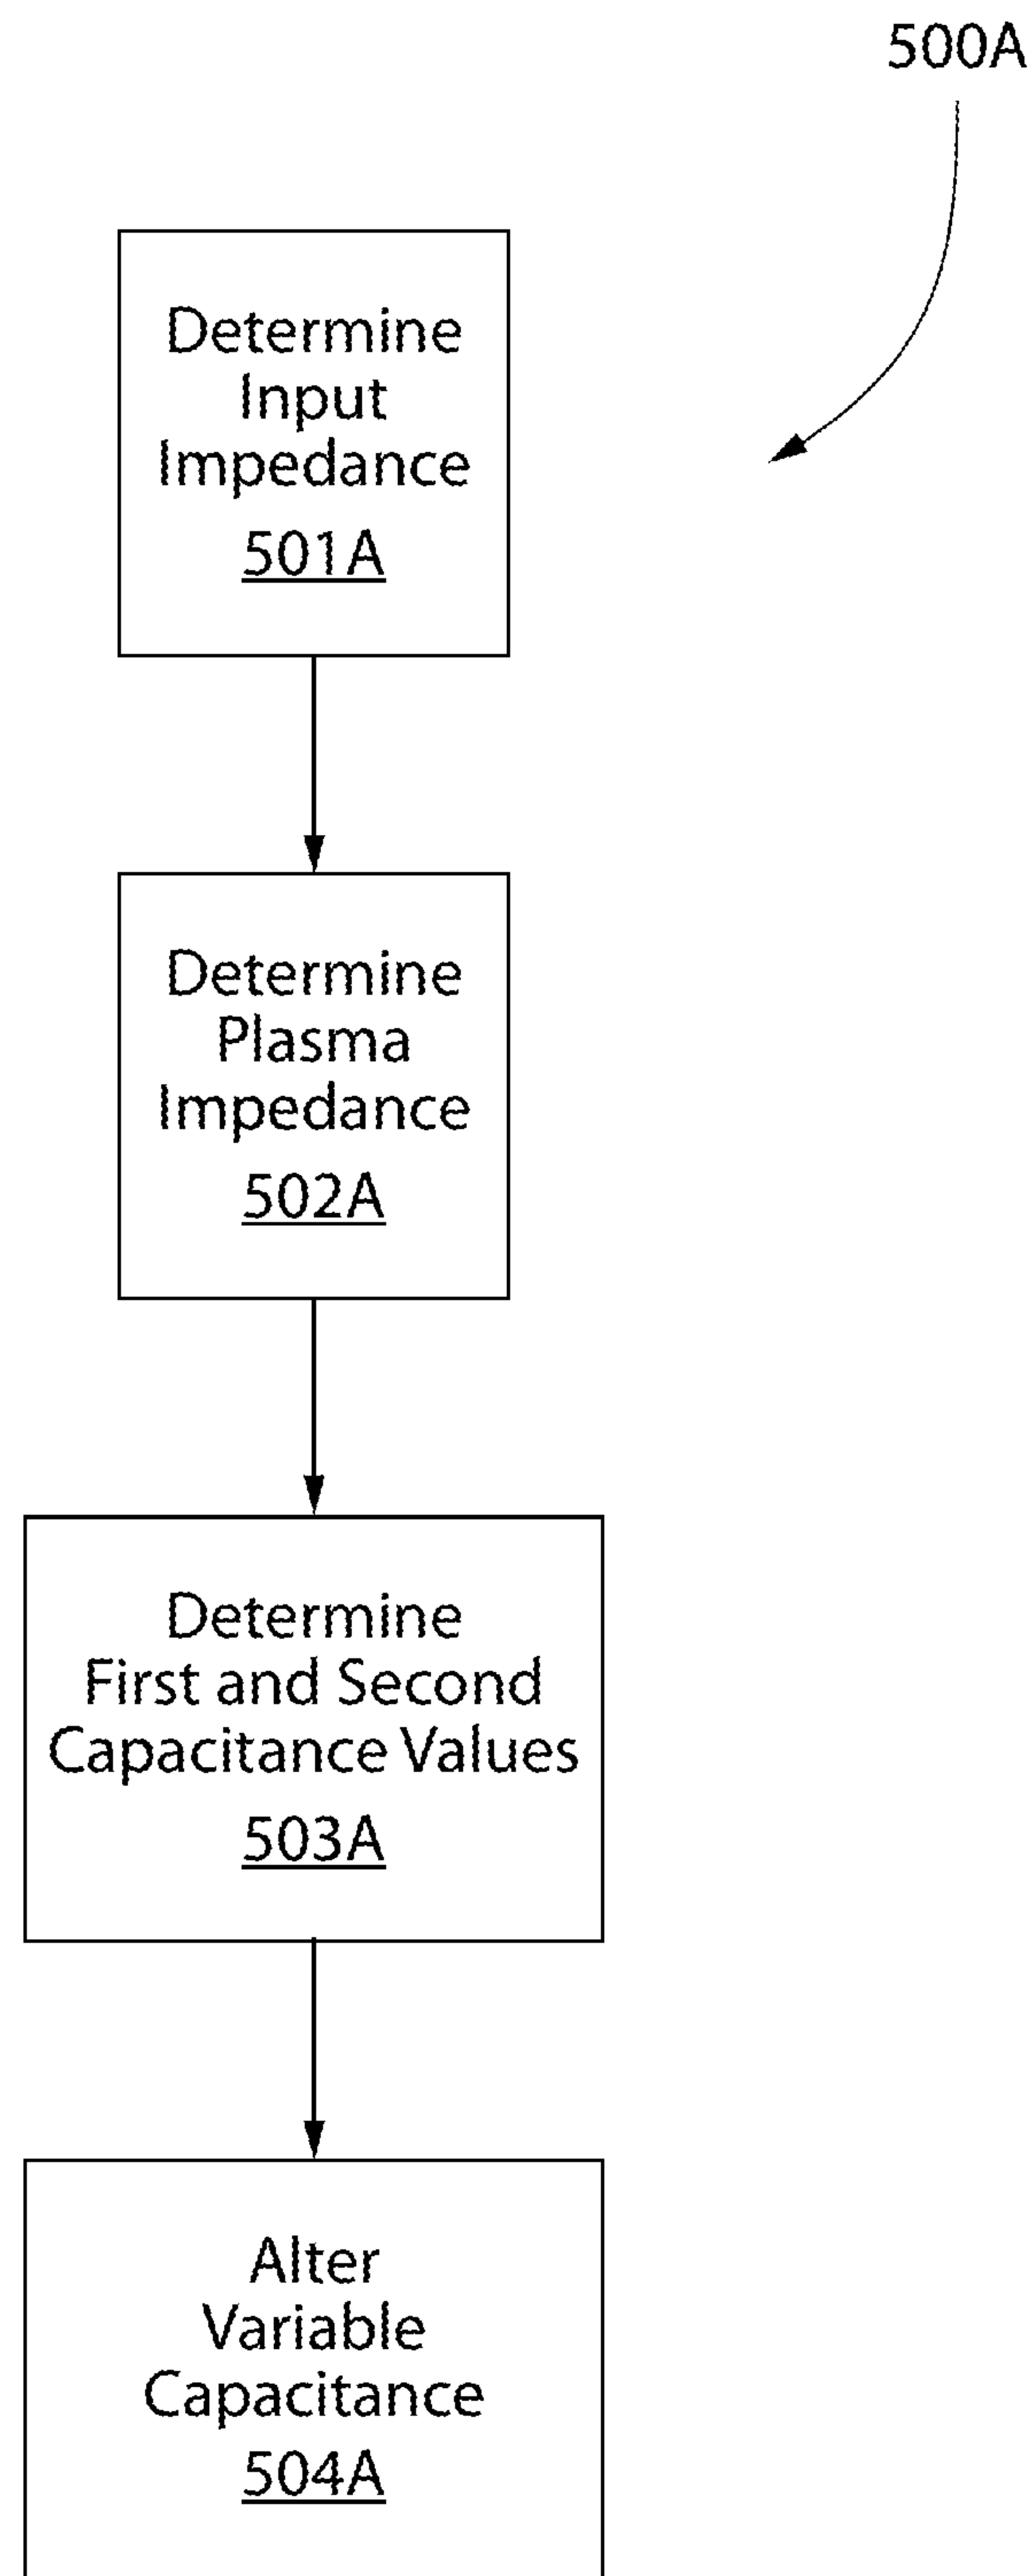 500A
Determine
Input
Impedance
501A
Determine
Plasma
Impedance
502A
Determine
First and Second
Capacitance Values
503A
Alter
Variable
Capacitance
504A